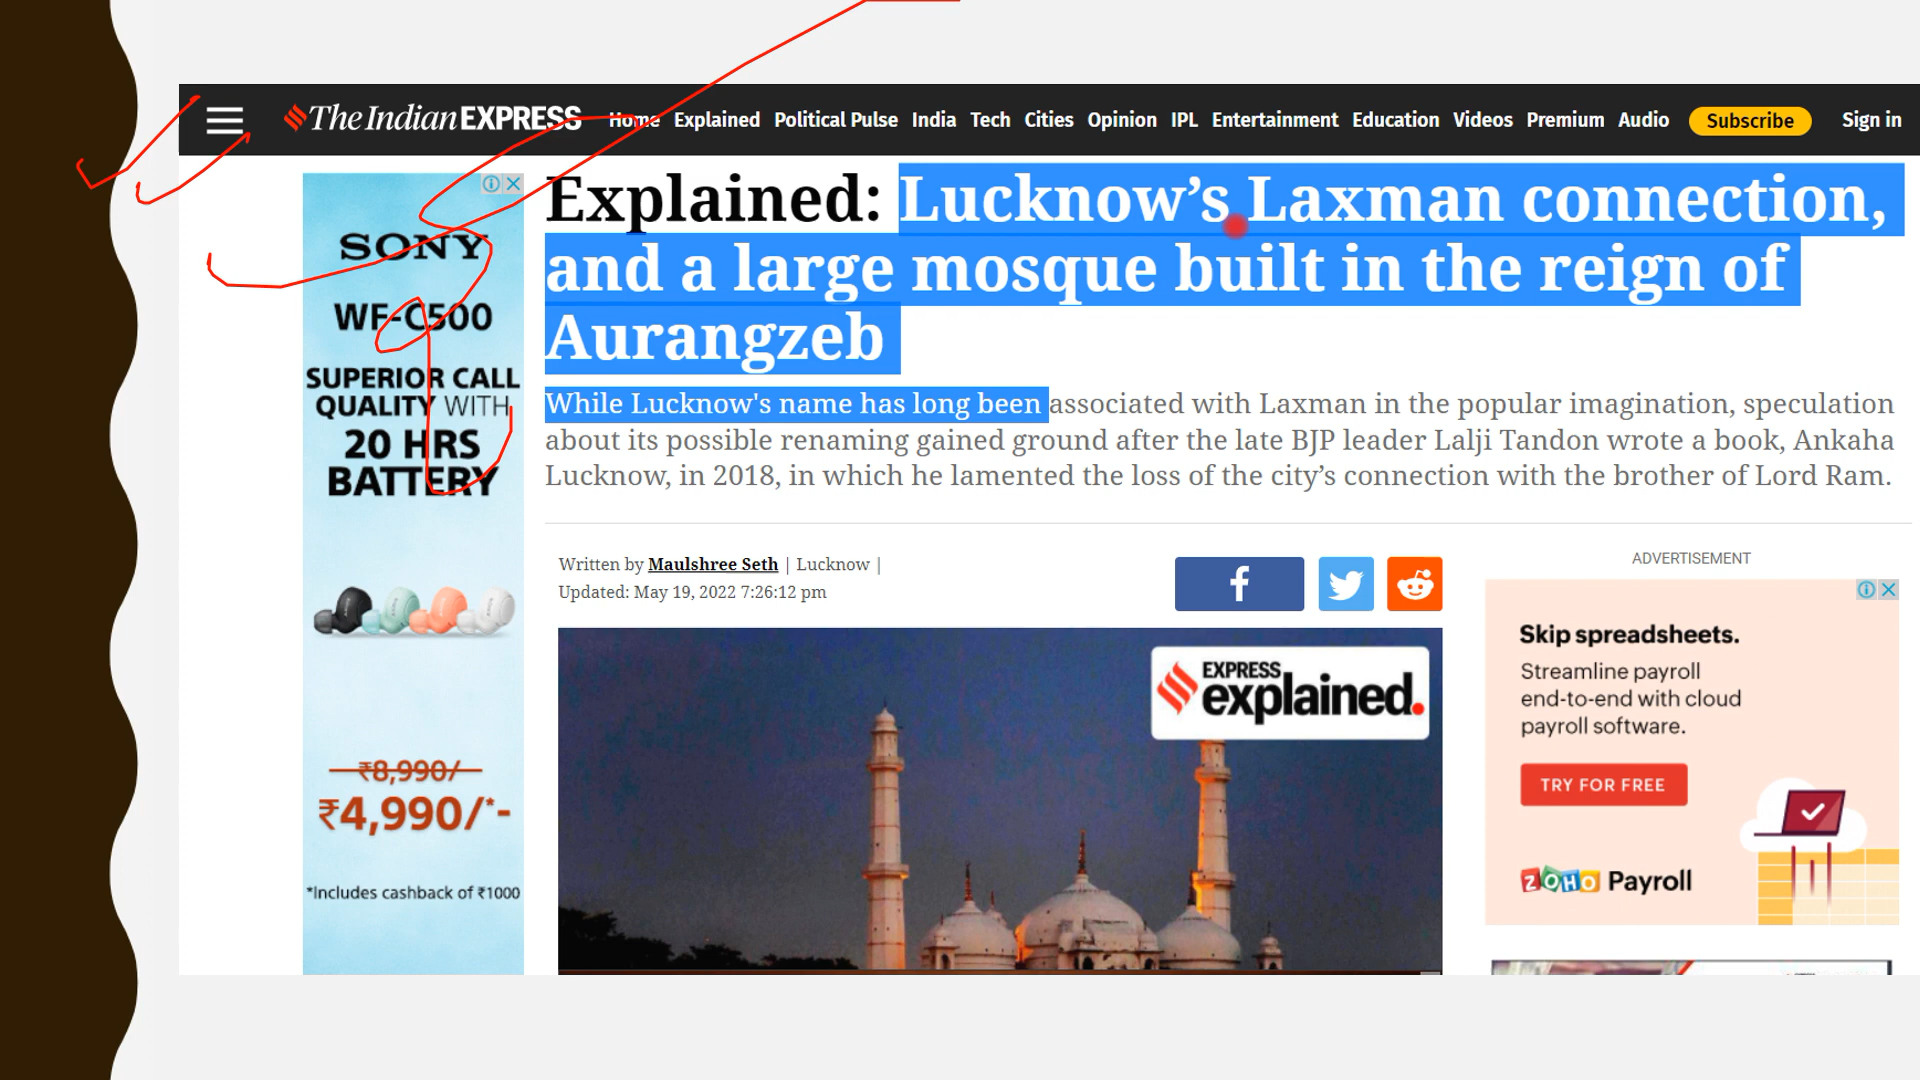 The Indian EXPRESS Home Explained Political Pulse India Tech Cities Opinion IPL Entertainment Education Videos Premium Audio Subscribe Sign in
Explained: Lucknow’s Laxman connection,
and a large mosque built in the reign of
Aurangzeb
While Lucknow's name has long been associated with Laxman in the popular imagination, speculation
about its possible renaming gained ground after the late BJP leader Lalji Tandon wrote a book, Ankaha
Lucknow, in 2018, in which he lamented the loss of the city’s connection with the brother of Lord Ram.
Written by Maulshree Seth | Lucknow |
Updated: May 19, 2022 7:26:12 pm
EXPRESS
explained.
SONY
WF-C500
SUPERIOR CALL
QUALITY WITH
20 HRS
BATTERY
₹8,990/-
₹4,990/*-
*Includes cashback of ₹1000
ADVERTISEMENT
Skip spreadsheets.
Streamline payroll
end-to-end with cloud
payroll software.
TRY FOR FREE
ZOHO Payroll